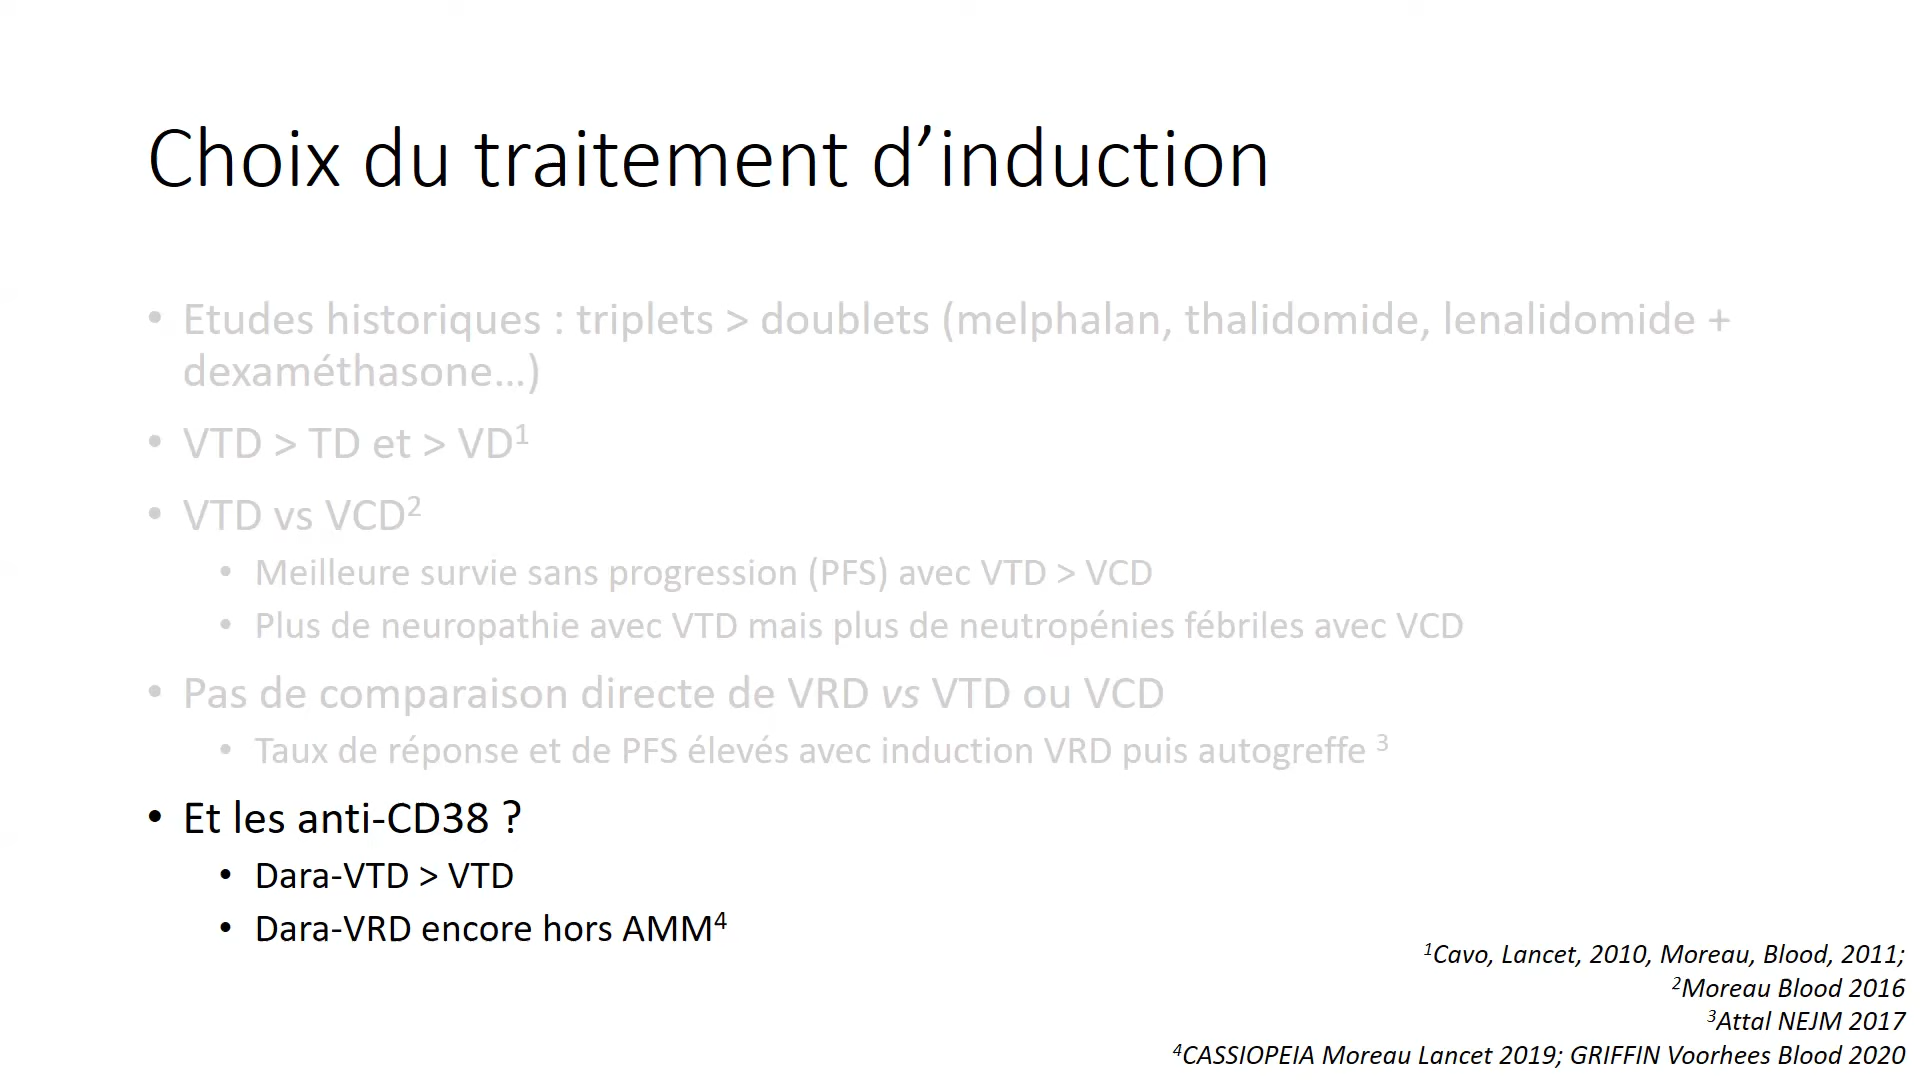 Choix du traitement d’induction
• Etudes historiques : triplets > doublets (melphalan, thalidomide, lenalidomide +
dexaméthasone…)
• VTD > TD et > VD¹
• VTD vs VCD²
• Meilleure survie sans progression (PFS) avec VTD > VCD
• Plus de neuropathie avec VTD mais plus de neutropénies fébriles avec VCD
• Pas de comparaison directe de VRD vs VTD ou VCD
• Taux de réponse et de PFS élevés avec induction VRD puis autogreffe ³
• Et les anti-CD38 ?
• Dara-VTD > VTD
• Dara-VRD encore hors AMM⁴
¹Cavo, Lancet, 2010, Moreau, Blood, 2011;
²Moreau Blood 2016
³Attal NEJM 2017
⁴CASSIOPEIA Moreau Lancet 2019; GRIFFIN Voorhees Blood 2020